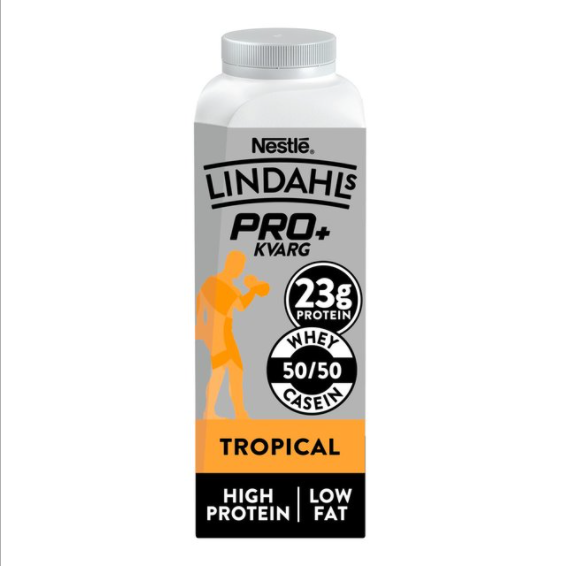 Nestlé®
LINDAHLs
PRO+
KVARG
23g
PROTEIN
WHEY
50/50
CASEIN
TROPICAL
HIGH PROTEIN | LOW FAT